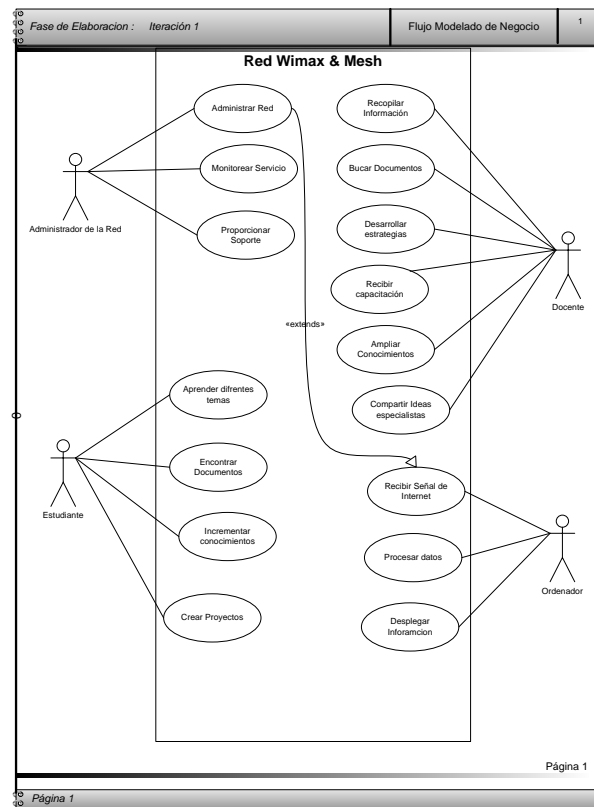 Fase de Elaboracion : Iteración 1
Flujo Modelado de Negocio
1
Red Wimax & Mesh
Administrar Red
Monitorear Servicio
Proporcionar
Soporte
Administrador de la Red
Recopilar
Información
Bucar Documentos
Desarrollar
estrategias
Recibir
capacitación
Ampliar
Conocimientos
Compartir Ideas
especialistas
Docente
«extends»
Aprender difrentes
temas
Encontrar
Documentos
Incrementar
conocimientos
Crear Proyectos
Estudiante
Recibir Señal de
Internet
Procesar datos
Desplegar
Inforamcion
Ordenador
Página 1
Página 1